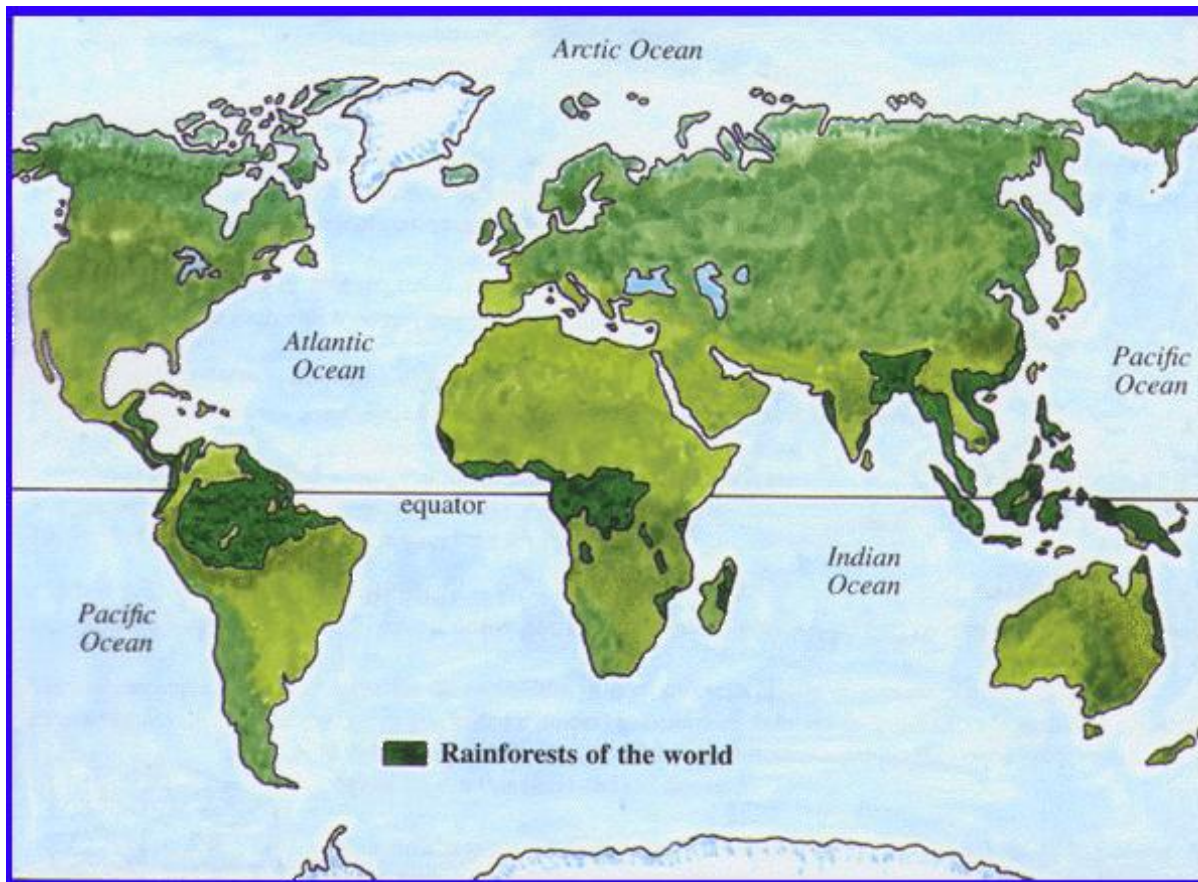 Arctic Ocean
Atlantic
Ocean
Pacific
Ocean
equator
Indian
Ocean
Pacific
Ocean
Rainforests of the world